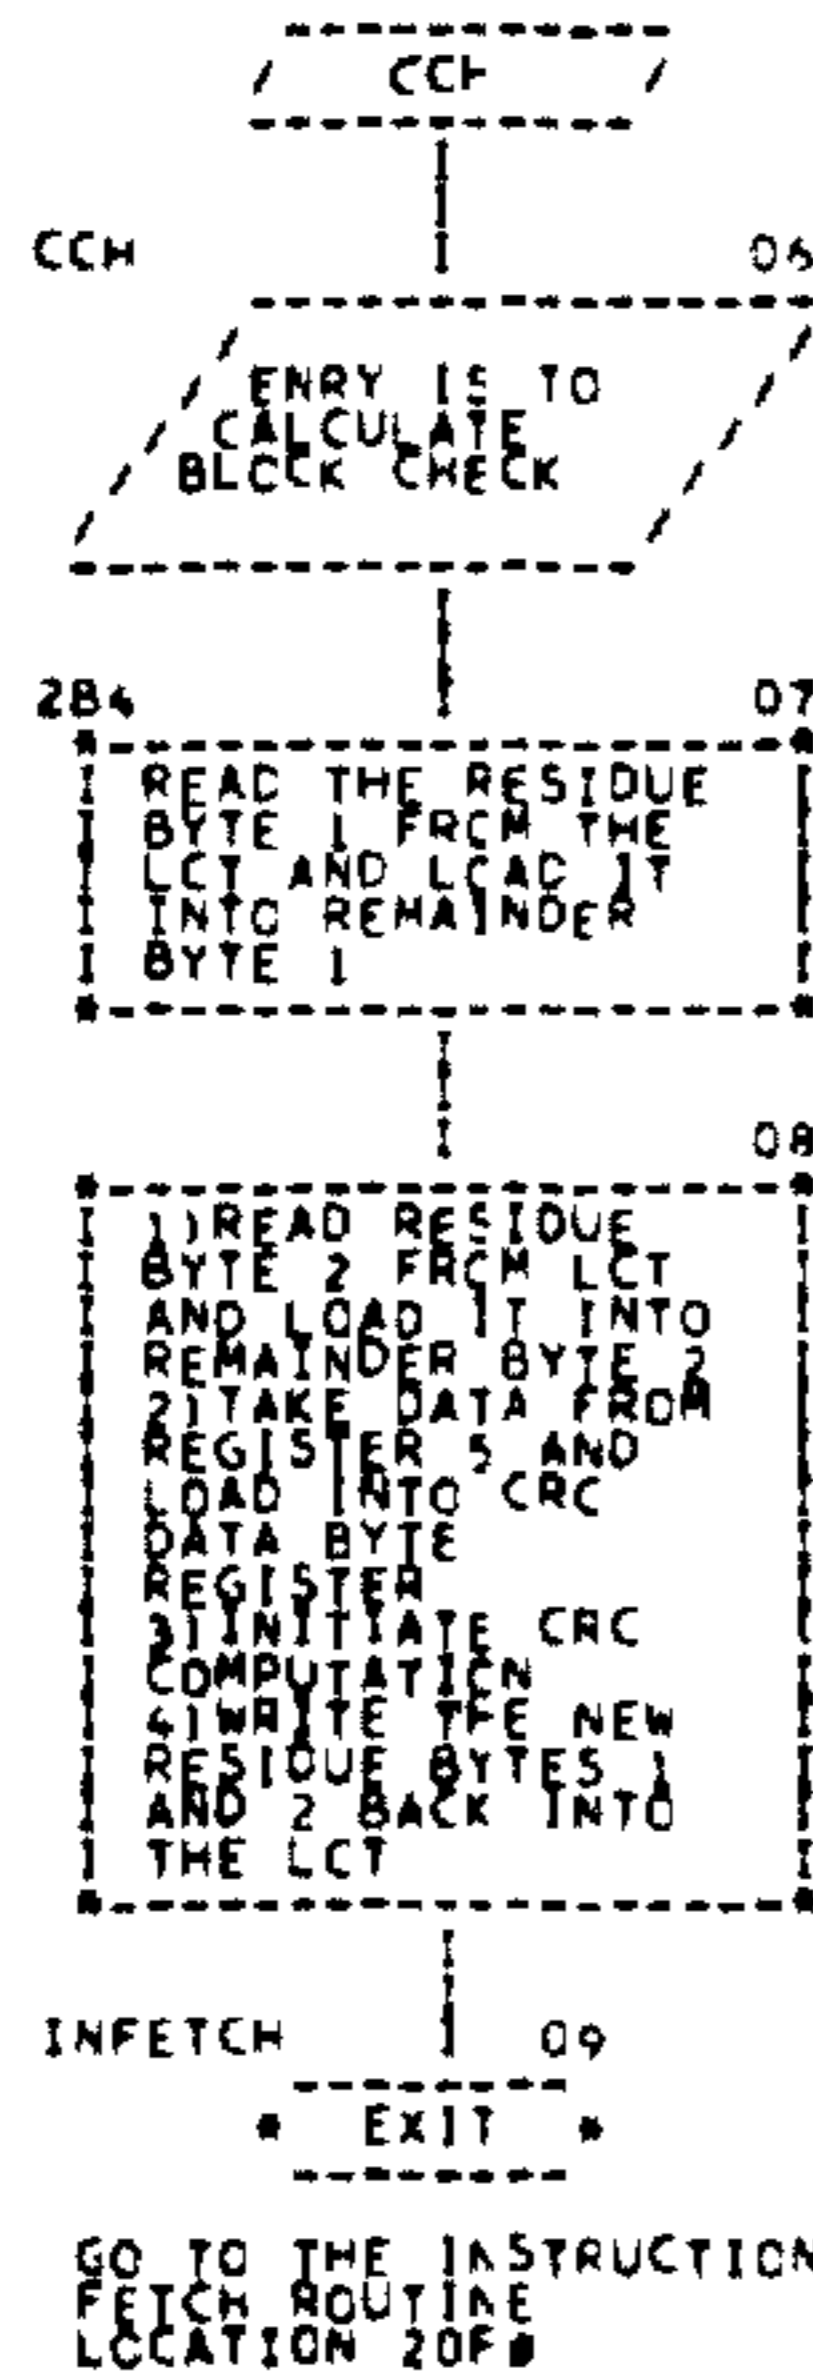 CCH
CCH 06
ENRY IS TO
CALCULATE
BLOCK CHECK
2B4 07
READ THE RESIDUE
BYTE 1 FROM THE
LCT AND LOAD IT
INTO REMAINDER
BYTE 1
08
1)READ RESIDUE
BYTE 2 FROM LCT
AND LOAD IT INTO
REMAINDER BYTE 2
2)TAKE DATA FROM
REGISTER 5 AND
LOAD INTO CRC
DATA BYTE
REGISTER
3)INITIATE CRC
COMPUTATION
4)WRITE THE NEW
RESIDUE BYTES 1
AND 2 BACK INTO
THE LCT
INFETCH 09
EXIT
GO TO THE INSTRUCTION
FETCH ROUTINE
LOCATION 20F